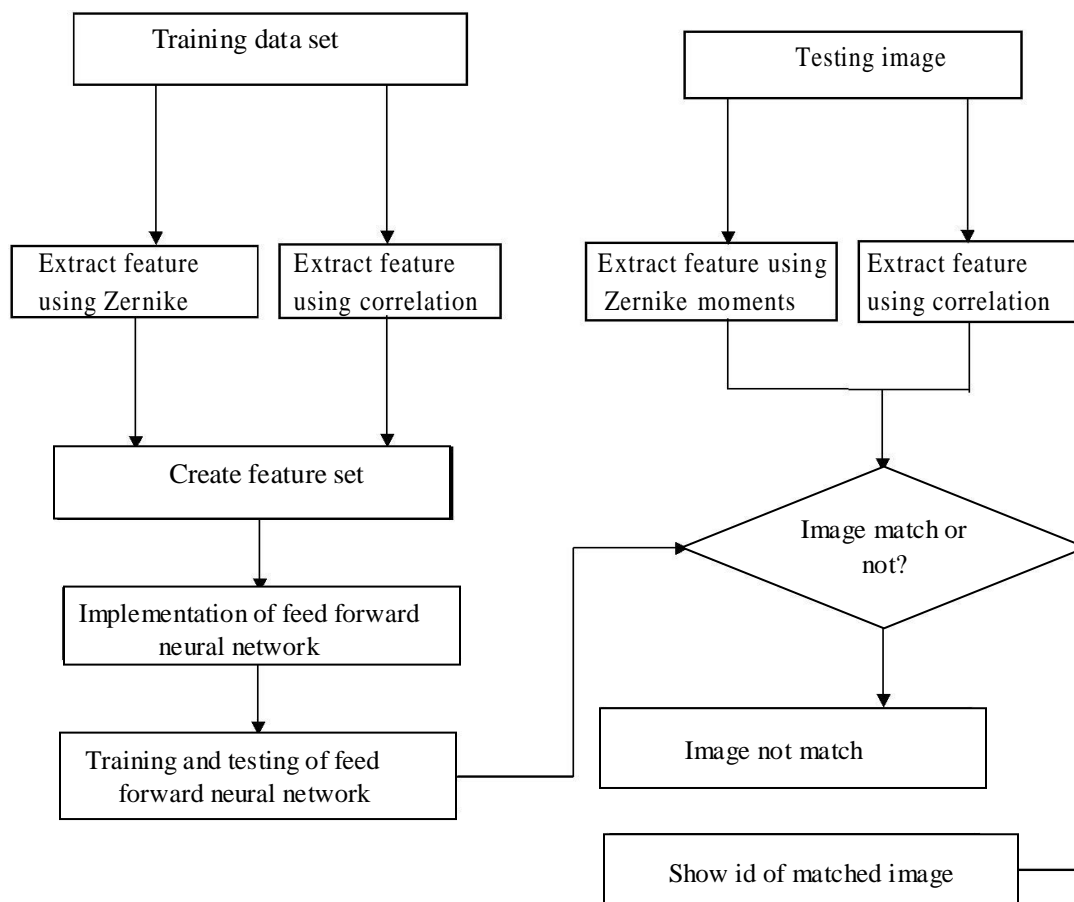 Training data set
Testing image
Extract feature
using Zernike
Extract feature
using correlation
Extract feature using
Zernike moments
Extract feature
using correlation
Create feature set
Image match or
not?
Implementation of feed forward
neural network
Training and testing of feed
forward neural network
Image not match
Show id of matched image